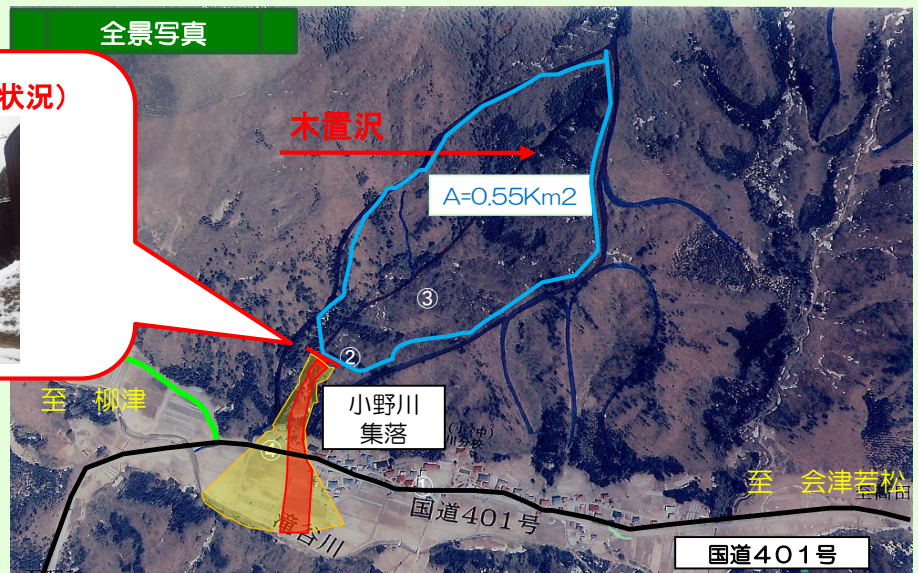 全景写真
状況）
木置沢
A=0.55Km2
③
②
至 柳津
小野川
集落
④
①
至 会津若松
国道401号
滝谷川
国道４０１号